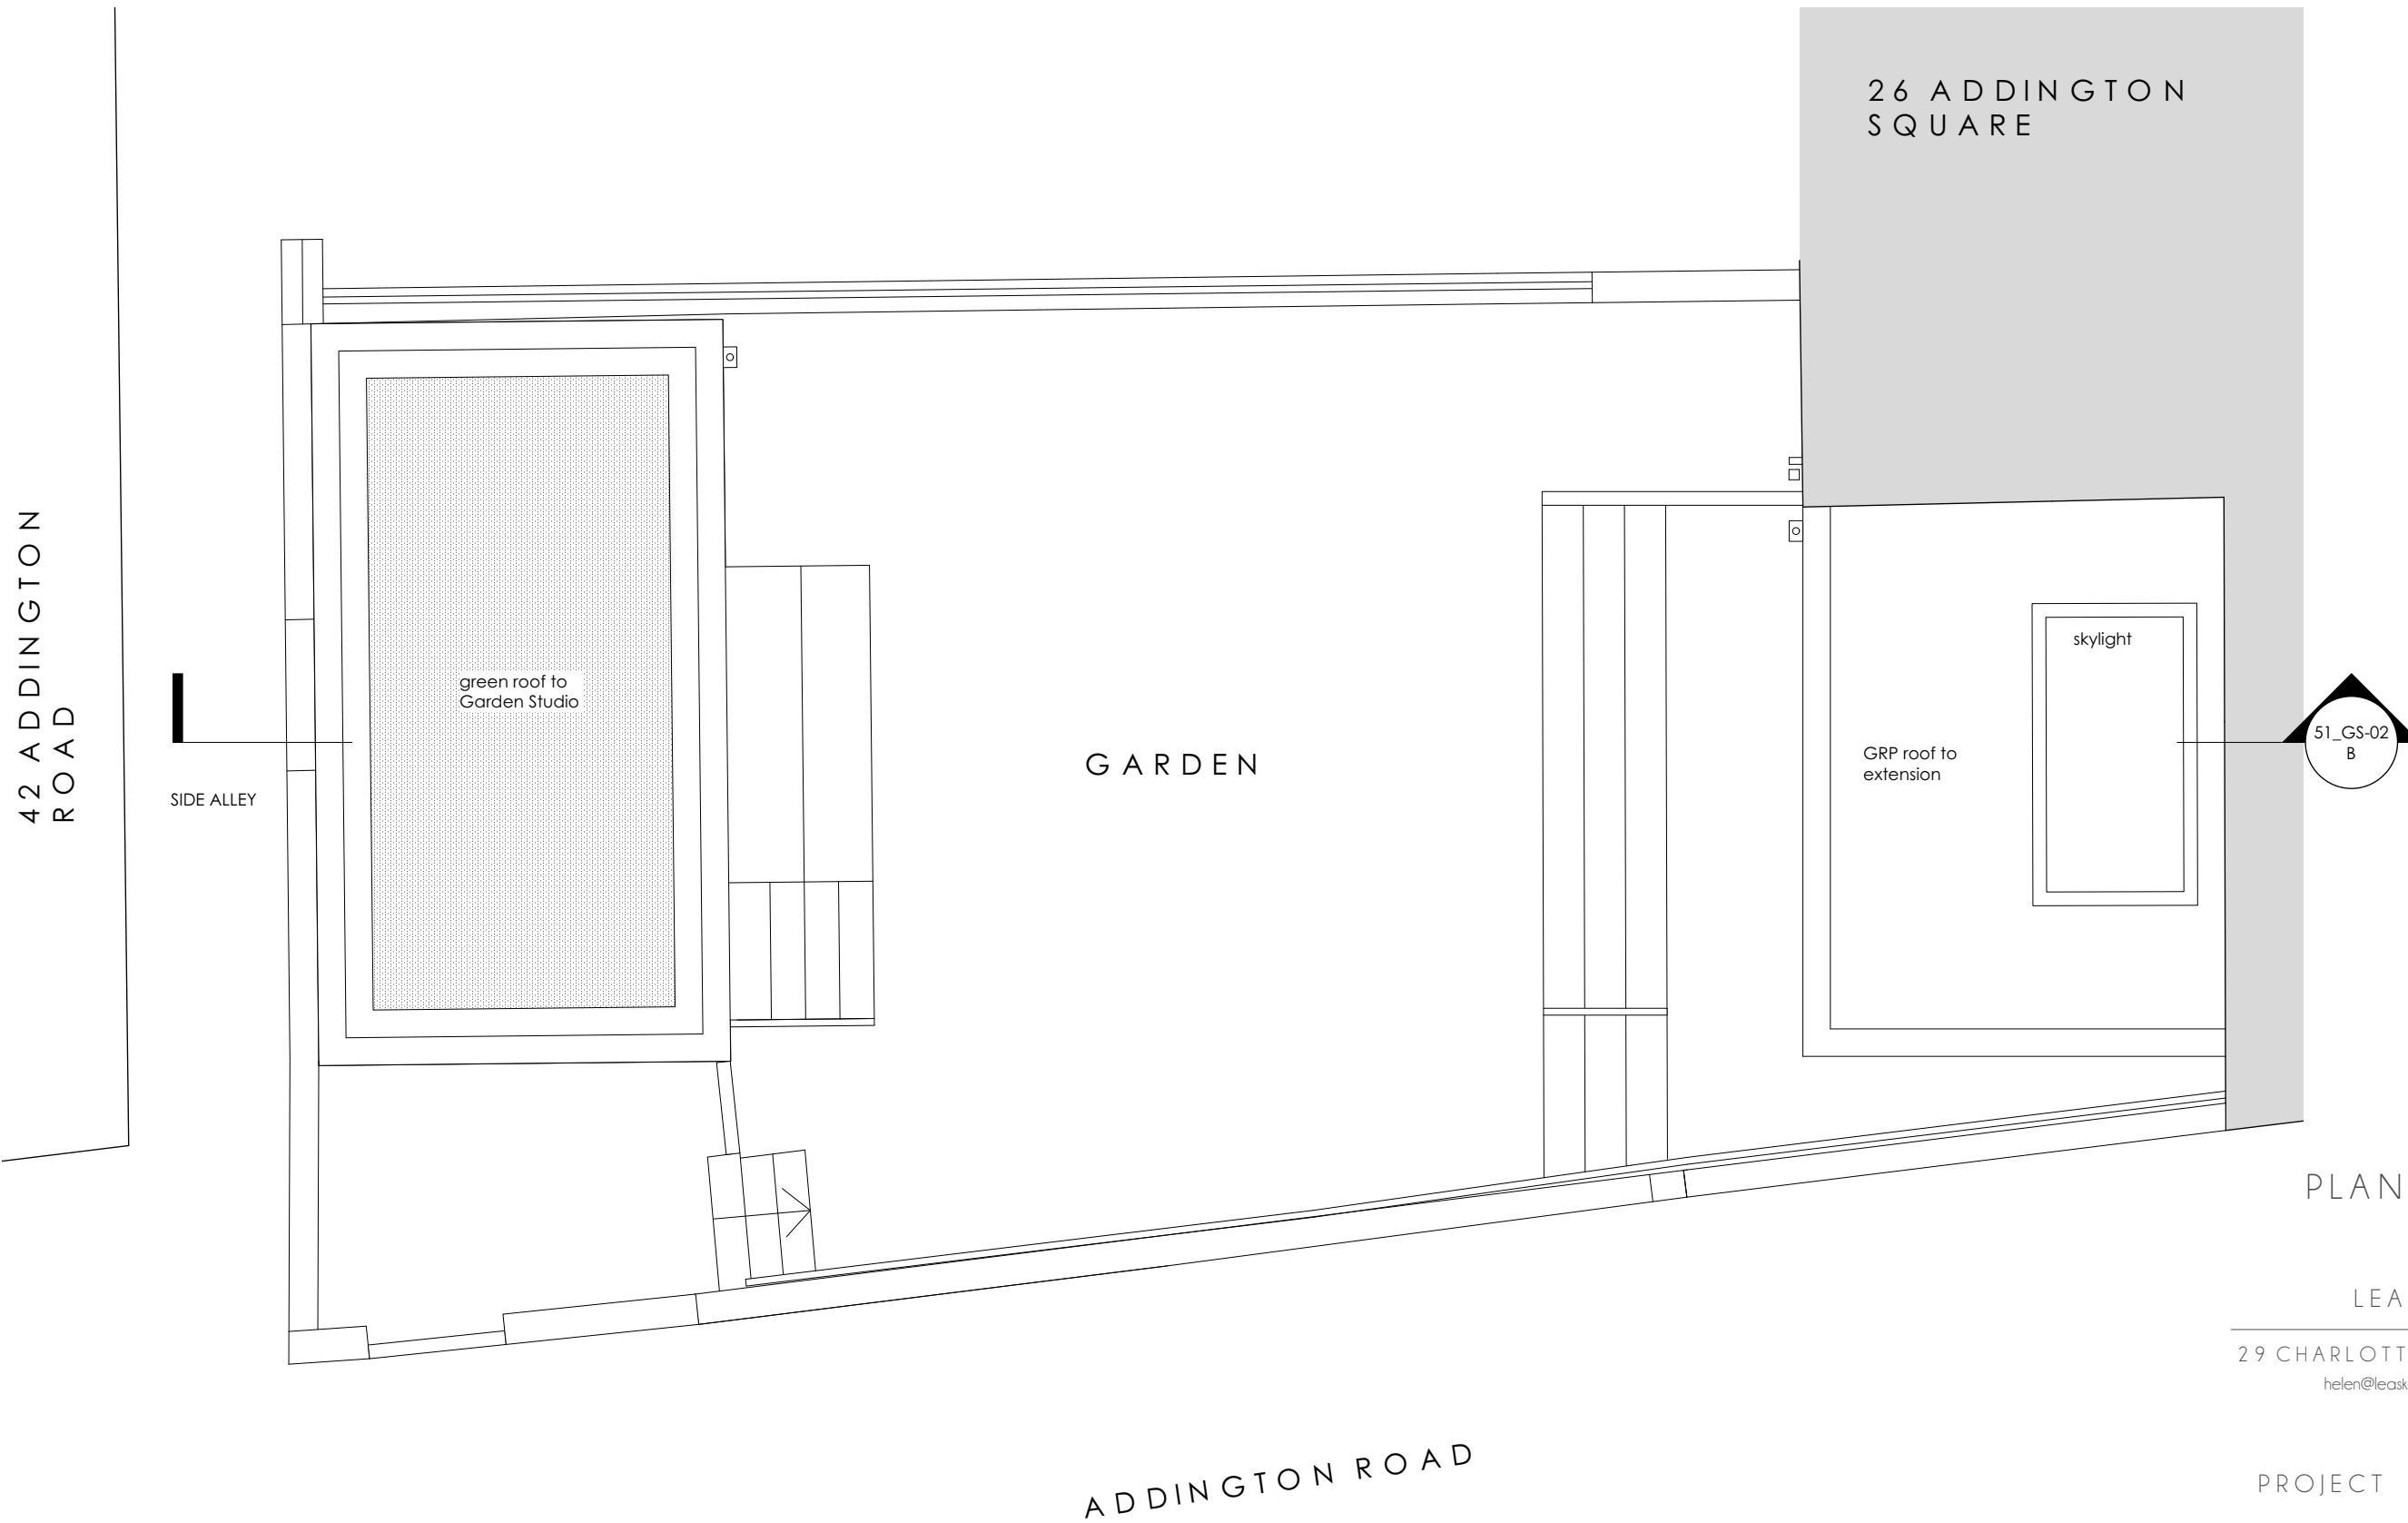 26 ADDINGTON
SQUARE
42 ADDINGTON
ROAD
green roof to
Garden Studio
skylight
GARDEN
51_GS-02
B
GRP roof to
extension
SIDE ALLEY
PLAN
LEA
29 CHARLOTT
helen@leask
ADDINGTON ROAD
PROJECT